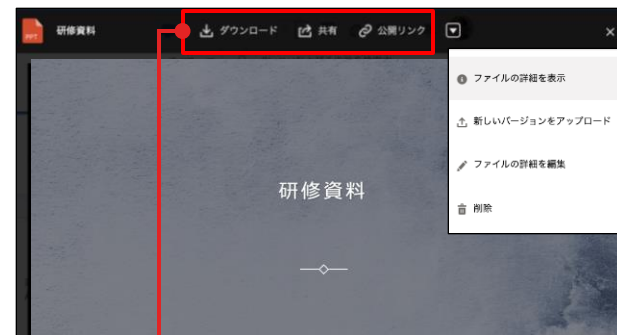 PPT
研修資料
ダウンロード 共有 公開リンク
ファイルの詳細を表示
新しいバージョンをアップロード
ファイルの詳細を編集
削除
研修資料